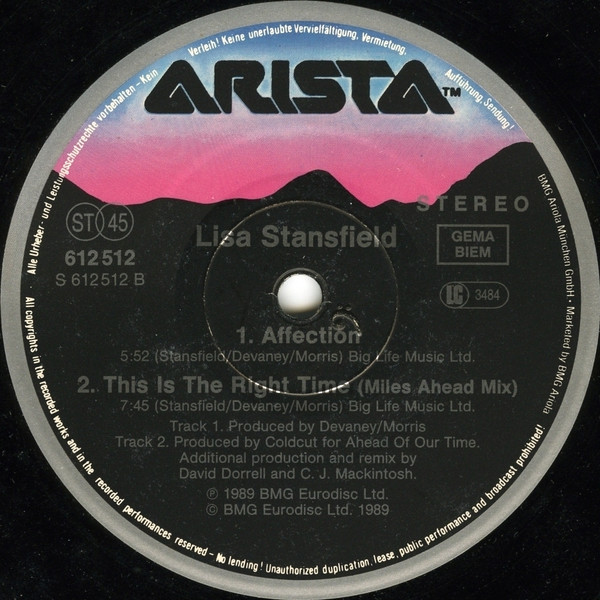 Alle Urheber- und Leistungsschutzrechte vorbehalten – Kein Verleih! Keine unerlaubte Vervielfältigung, Vermietung, Aufführung, Sendung!
ARISTA™
STEREO
ST 45
612 512
S 612 512 B
Lisa Stansfield
GEMA
BIEM
LC 3484
1. Affection
5:52 (Stansfield/Devaney/Morris) Big Life Music Ltd.
2. This Is The Right Time (Miles Ahead Mix)
7:45 (Stansfield/Devaney/Morris) Big Life Music Ltd.
Track 1. Produced by Devaney/Morris
Track 2. Produced by Coldcut for Ahead Of Our Time.
Additional production and remix by
David Dorrell and C. J. Mackintosh.
℗ 1989 BMG Eurodisc Ltd.
© BMG Eurodisc Ltd. 1989
BMG Ariola München GmbH • Marketed by BMG Ariola
All copyrights in the recorded works and in the recorded performances reserved – No lending! Unauthorized duplication, lease, public performance and broadcast prohibited!